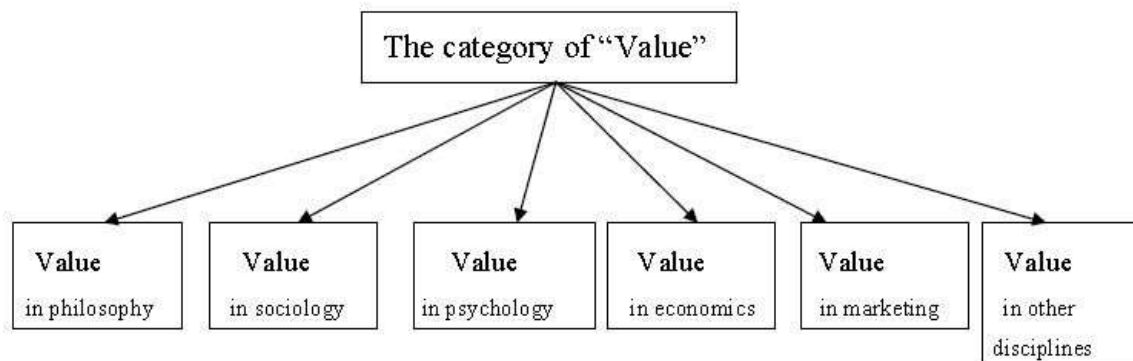 The category of “Value”
Value
in philosophy
Value
in sociology
Value
in psychology
Value
in economics
Value
in marketing
Value
in other
disciplines